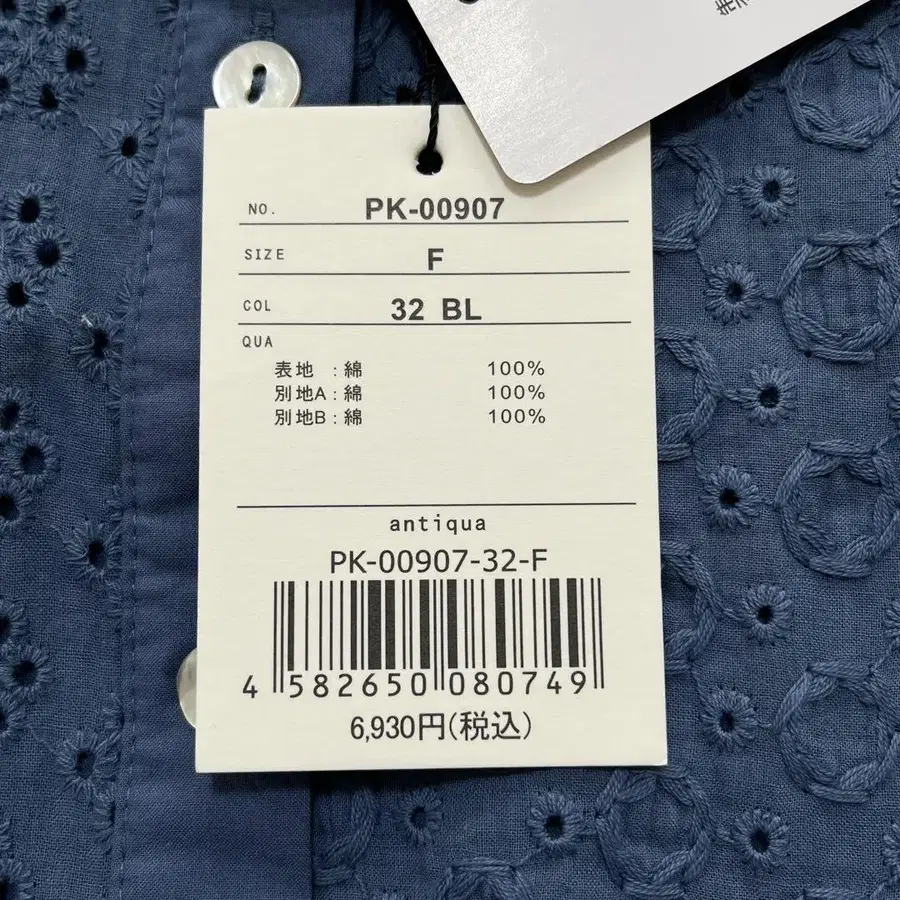 NO. PK-00907
SIZE F
COL 32 BL
QUA
表地 : 綿 100%
別地A : 綿 100%
別地B : 綿 100%
antiqua
PK-00907-32-F
4 582650 080749
6,930円(税込)